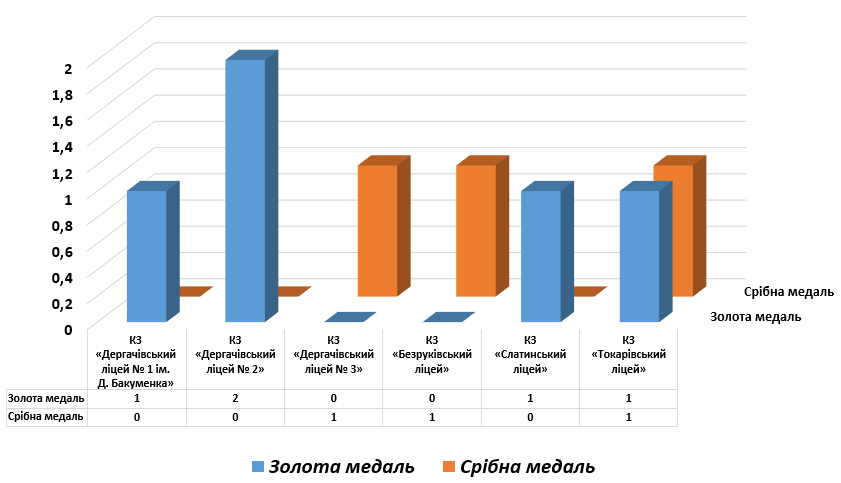 2
1,8
1,6
1,4
1,2
1
0,8
0,6
0,4
0,2
0
Срібна медаль
Золота медаль
КЗ «Дергачівський ліцей № 1 ім. Д. Бакуменка»
КЗ «Дергачівський ліцей № 2»
КЗ «Дергачівський ліцей № 3»
КЗ «Безруківський ліцей»
КЗ «Слатинський ліцей»
КЗ «Токарівський ліцей»
Золота медаль 1 2 0 0 1 1
Срібна медаль 0 0 1 1 0 1
Золота медаль Срібна медаль